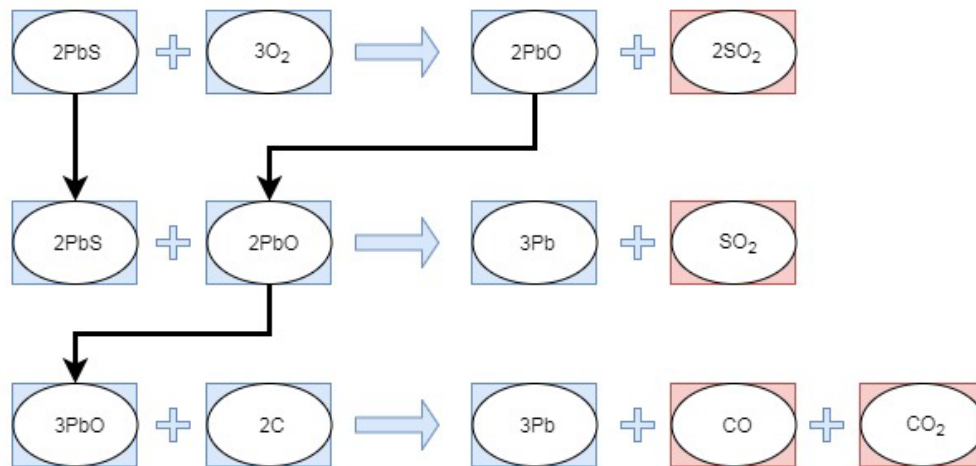 2PbS + 3O₂ ⇒ 2PbO + 2SO₂
2PbS + 2PbO ⇒ 3Pb + SO₂
3PbO + 2C ⇒ 3Pb + CO + CO₂